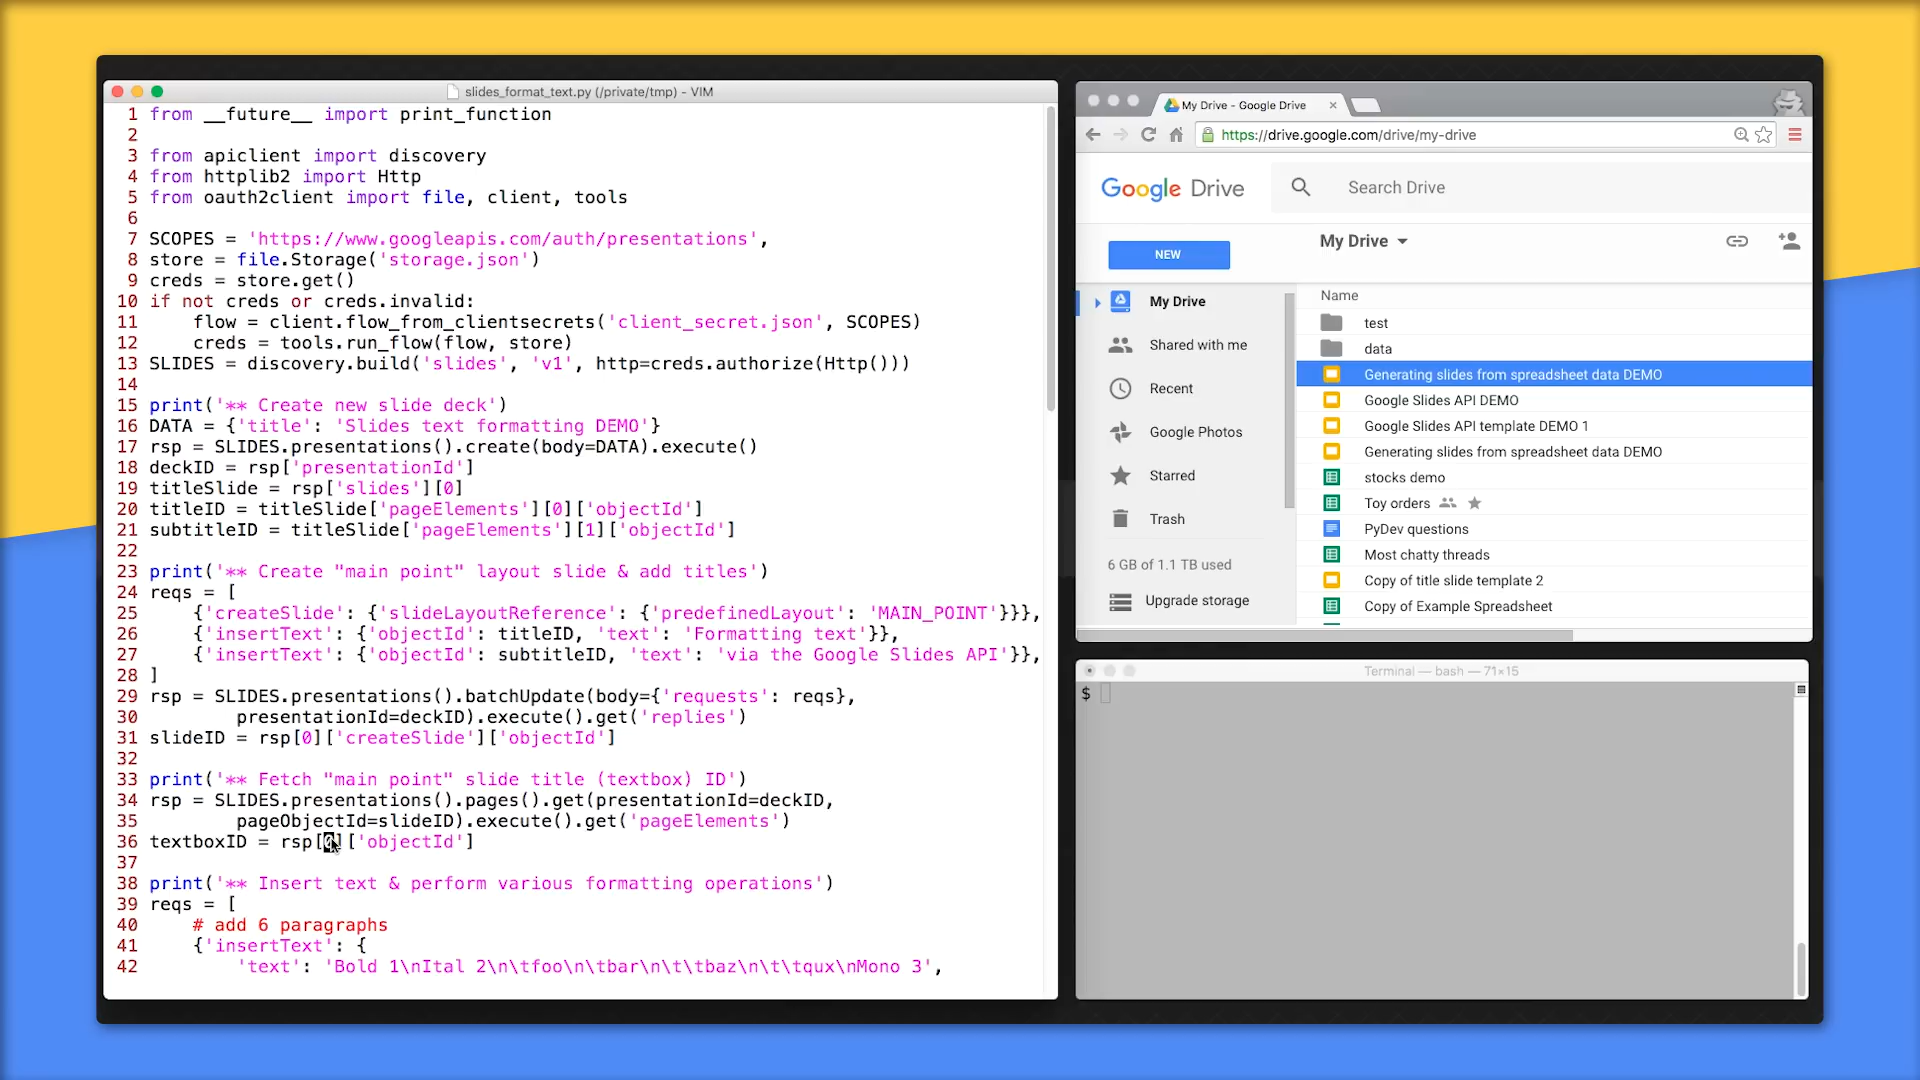 slides_format_text.py (/private/tmp) - VIM
1 from __future__ import print_function
2
3 from apiclient import discovery
4 from httplib2 import Http
5 from oauth2client import file, client, tools
6
7 SCOPES = 'https://www.googleapis.com/auth/presentations',
8 store = file.Storage('storage.json')
9 creds = store.get()
10 if not creds or creds.invalid:
11     flow = client.flow_from_clientsecrets('client_secret.json', SCOPES)
12     creds = tools.run_flow(flow, store)
13 SLIDES = discovery.build('slides', 'v1', http=creds.authorize(Http()))
14
15 print('** Create new slide deck')
16 DATA = {'title': 'Slides text formatting DEMO'}
17 rsp = SLIDES.presentations().create(body=DATA).execute()
18 deckID = rsp['presentationId']
19 titleSlide = rsp['slides'][0]
20 titleID = titleSlide['pageElements'][0]['objectId']
21 subtitleID = titleSlide['pageElements'][1]['objectId']
22
23 print('** Create "main point" layout slide & add titles')
24 reqs = [
25     {'createSlide': {'slideLayoutReference': {'predefinedLayout': 'MAIN_POINT'}}},
26     {'insertText': {'objectId': titleID, 'text': 'Formatting text'}},
27     {'insertText': {'objectId': subtitleID, 'text': 'via the Google Slides API'}},
28 ]
29 rsp = SLIDES.presentations().batchUpdate(body={'requests': reqs},
30         presentationId=deckID).execute().get('replies')
31 slideID = rsp[0]['createSlide']['objectId']
32
33 print('** Fetch "main point" slide title (textbox) ID')
34 rsp = SLIDES.presentations().pages().get(presentationId=deckID,
35         pageObjectId=slideID).execute().get('pageElements')
36 textboxID = rsp[0]['objectId']
37
38 print('** Insert text & perform various formatting operations')
39 reqs = [
40     # add 6 paragraphs
41     {'insertText': {
42         'text': 'Bold 1\nItal 2\n\tfoo\n\tbar\n\t\tbaz\n\t\tqux\nMono 3',
My Drive - Google Drive
https://drive.google.com/drive/my-drive
Google Drive
Search Drive
NEW
My Drive
My Drive
Shared with me
Recent
Google Photos
Starred
Trash
6 GB of 1.1 TB used
Upgrade storage
Name
test
data
Generating slides from spreadsheet data DEMO
Google Slides API DEMO
Google Slides API template DEMO 1
Generating slides from spreadsheet data DEMO
stocks demo
Toy orders
PyDev questions
Most chatty threads
Copy of title slide template 2
Copy of Example Spreadsheet
Terminal — bash — 71×15
$